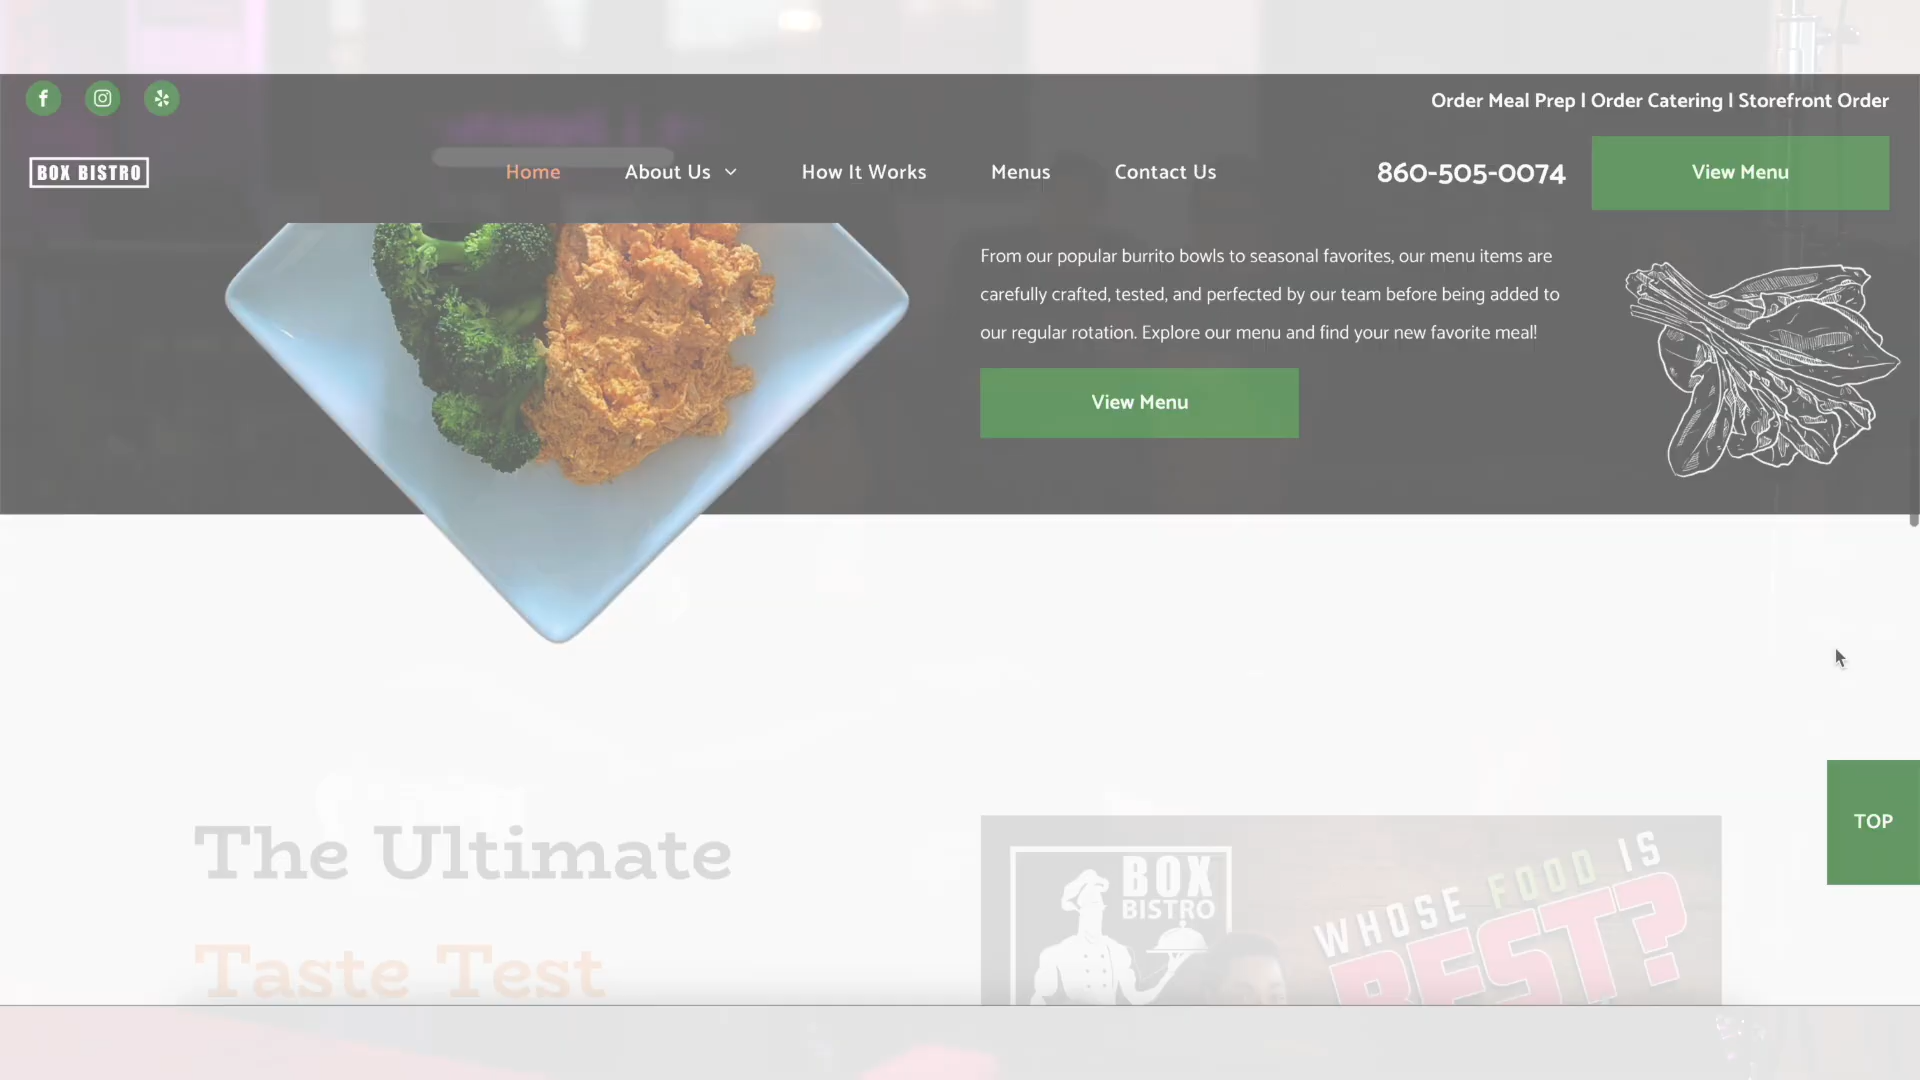 Order Meal Prep | Order Catering | Storefront Order
BOX BISTRO
Home
About Us
How It Works
Menus
Contact Us
860-505-0074
View Menu
From our popular burrito bowls to seasonal favorites, our menu items are
carefully crafted, tested, and perfected by our team before being added to
our regular rotation. Explore our menu and find your new favorite meal!
View Menu
TOP
The Ultimate
Taste Test
BOX
BISTRO
WHOSE FOOD IS
BEST?